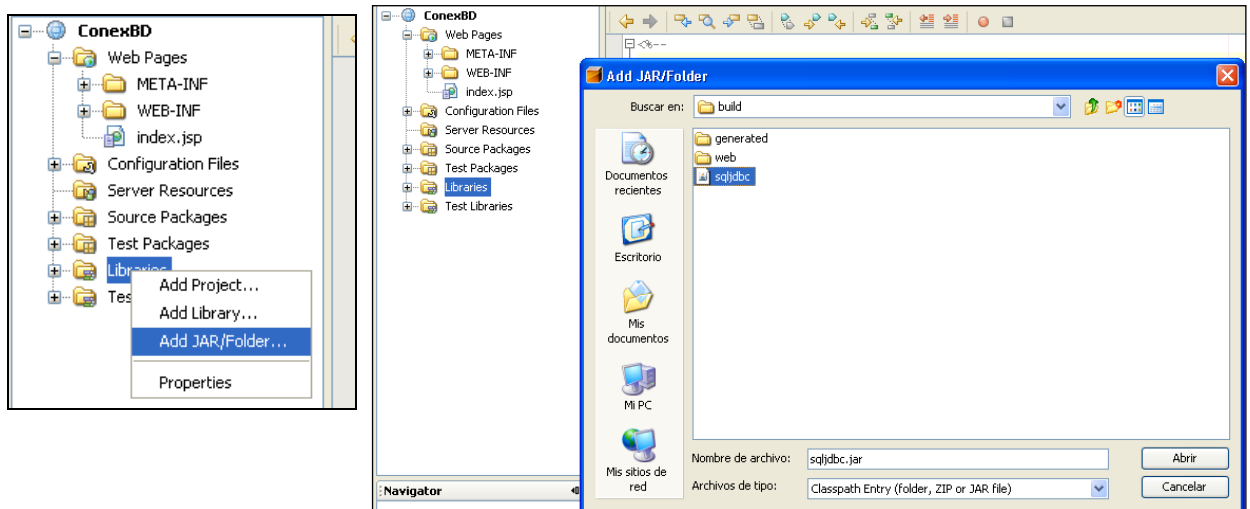 ConexBD
Web Pages
META-INF
WEB-INF
index.jsp
Configuration Files
Server Resources
Source Packages
Test Packages
Libraries
Tes
Add Project...
Add Library...
Add JAR/Folder...
Properties
ConexBD
Web Pages
META-INF
WEB-INF
index.jsp
Configuration Files
Server Resources
Source Packages
Test Packages
Libraries
Test Libraries
Navigator
<%--
Add JAR/Folder
Buscar en:
build
Documentos
recientes
Escritorio
Mis
documentos
Mi PC
Mis sitios de
red
generated
web
sqljdbc
Nombre de archivo:
sqljdbc.jar
Abrir
Archivos de tipo:
Classpath Entry (folder, ZIP or JAR file)
Cancelar